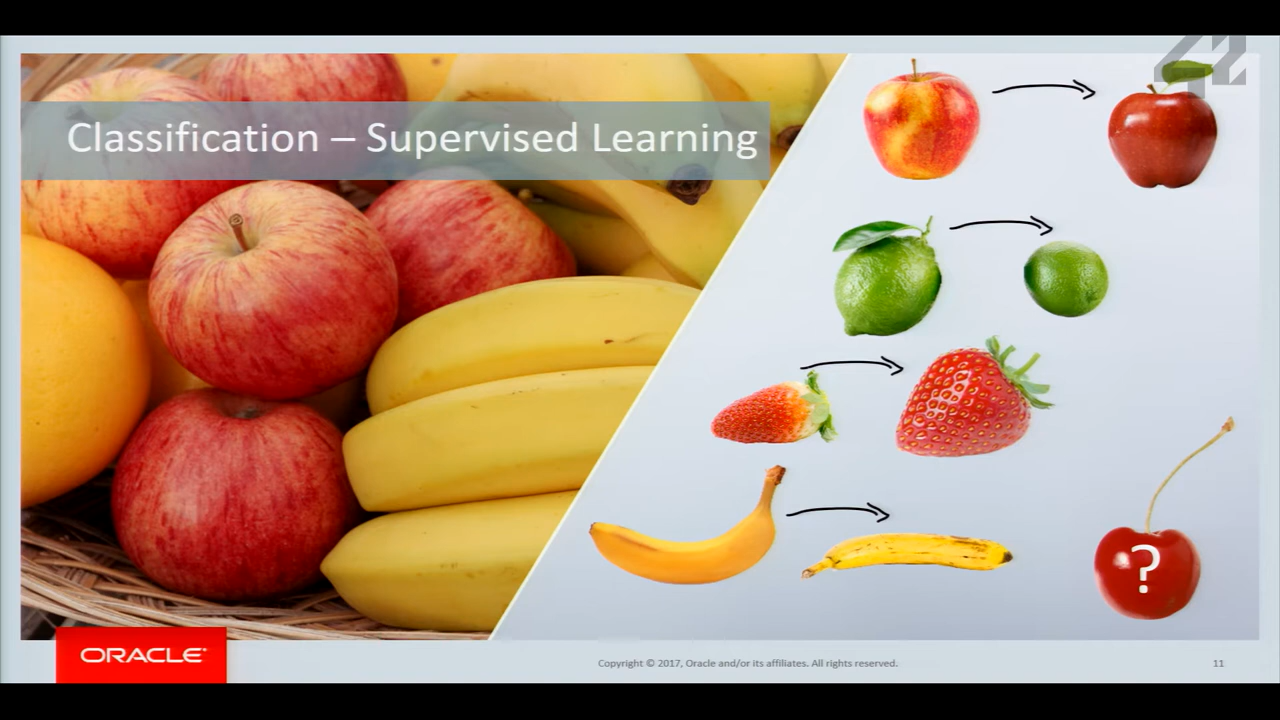 Classification – Supervised Learning
?
ORACLE®
Copyright © 2017, Oracle and/or its affiliates. All rights reserved.
11